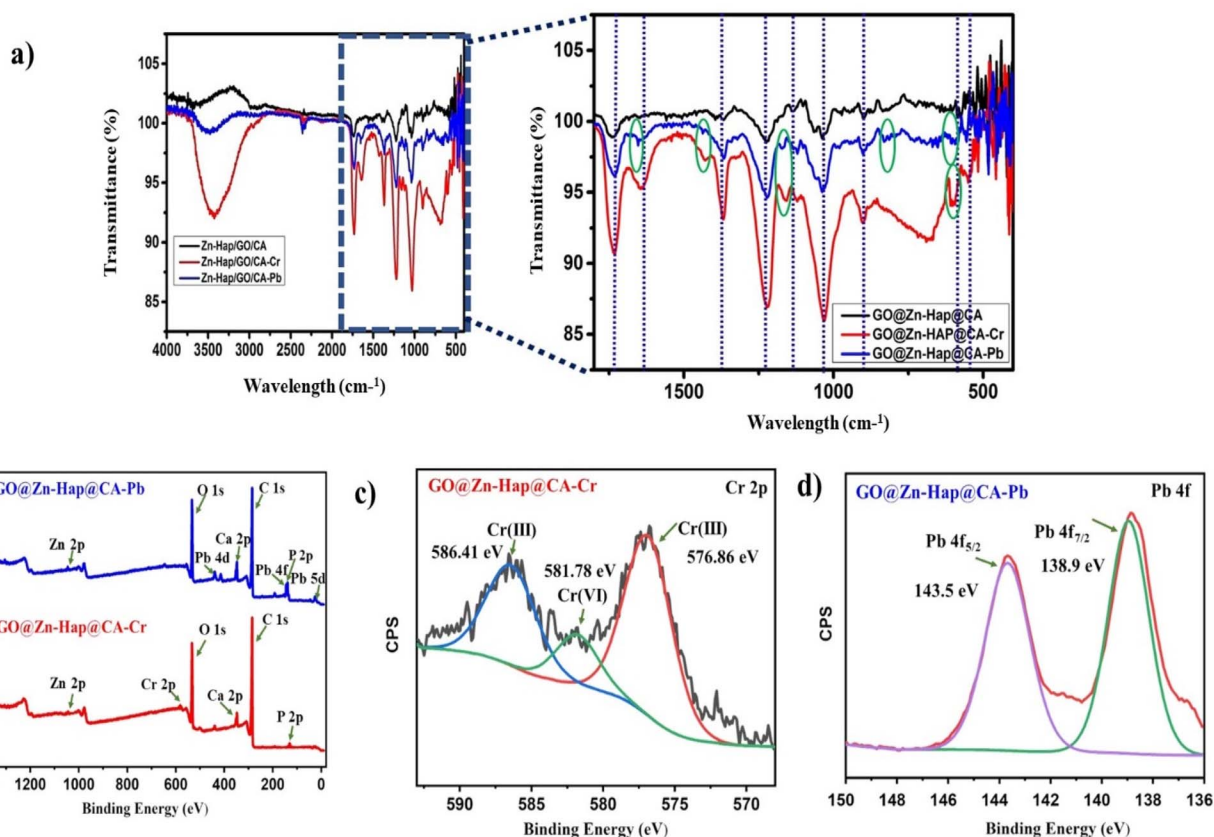 a)
105
100
95
90
85
Transmittance (%)
Zn-Hap/GO/CA
Zn-Hap/GO/CA-Cr
Zn-Hap/GO/CA-Pb
4000 3500 3000 2500 2000 1500 1000 500
Wavelength (cm-1)
105
100
95
90
85
Transmittance (%)
GO@Zn-Hap@CA
GO@Zn-HAP@CA-Cr
GO@Zn-Hap@CA-Pb
1500 1000 500
Wavelength (cm-1)
GO@Zn-Hap@CA-Pb
O 1s
C 1s
Zn 2p
Pb 4d
Ca 2p
Pb 4f
P 2p
Pb 5d
GO@Zn-Hap@CA-Cr
O 1s
C 1s
Zn 2p
Cr 2p
Ca 2p
P 2p
1200 1000 800 600 400 200 0
Binding Energy (eV)
c)
GO@Zn-Hap@CA-Cr
Cr 2p
Cr(III)
586.41 eV
581.78 eV
Cr(VI)
Cr(III)
576.86 eV
CPS
590 585 580 575 570
Binding Energy (eV)
d)
GO@Zn-Hap@CA-Pb
Pb 4f
Pb 4f5/2
143.5 eV
Pb 4f7/2
138.9 eV
CPS
150 148 146 144 142 140 138 136
Binding Energy (eV)